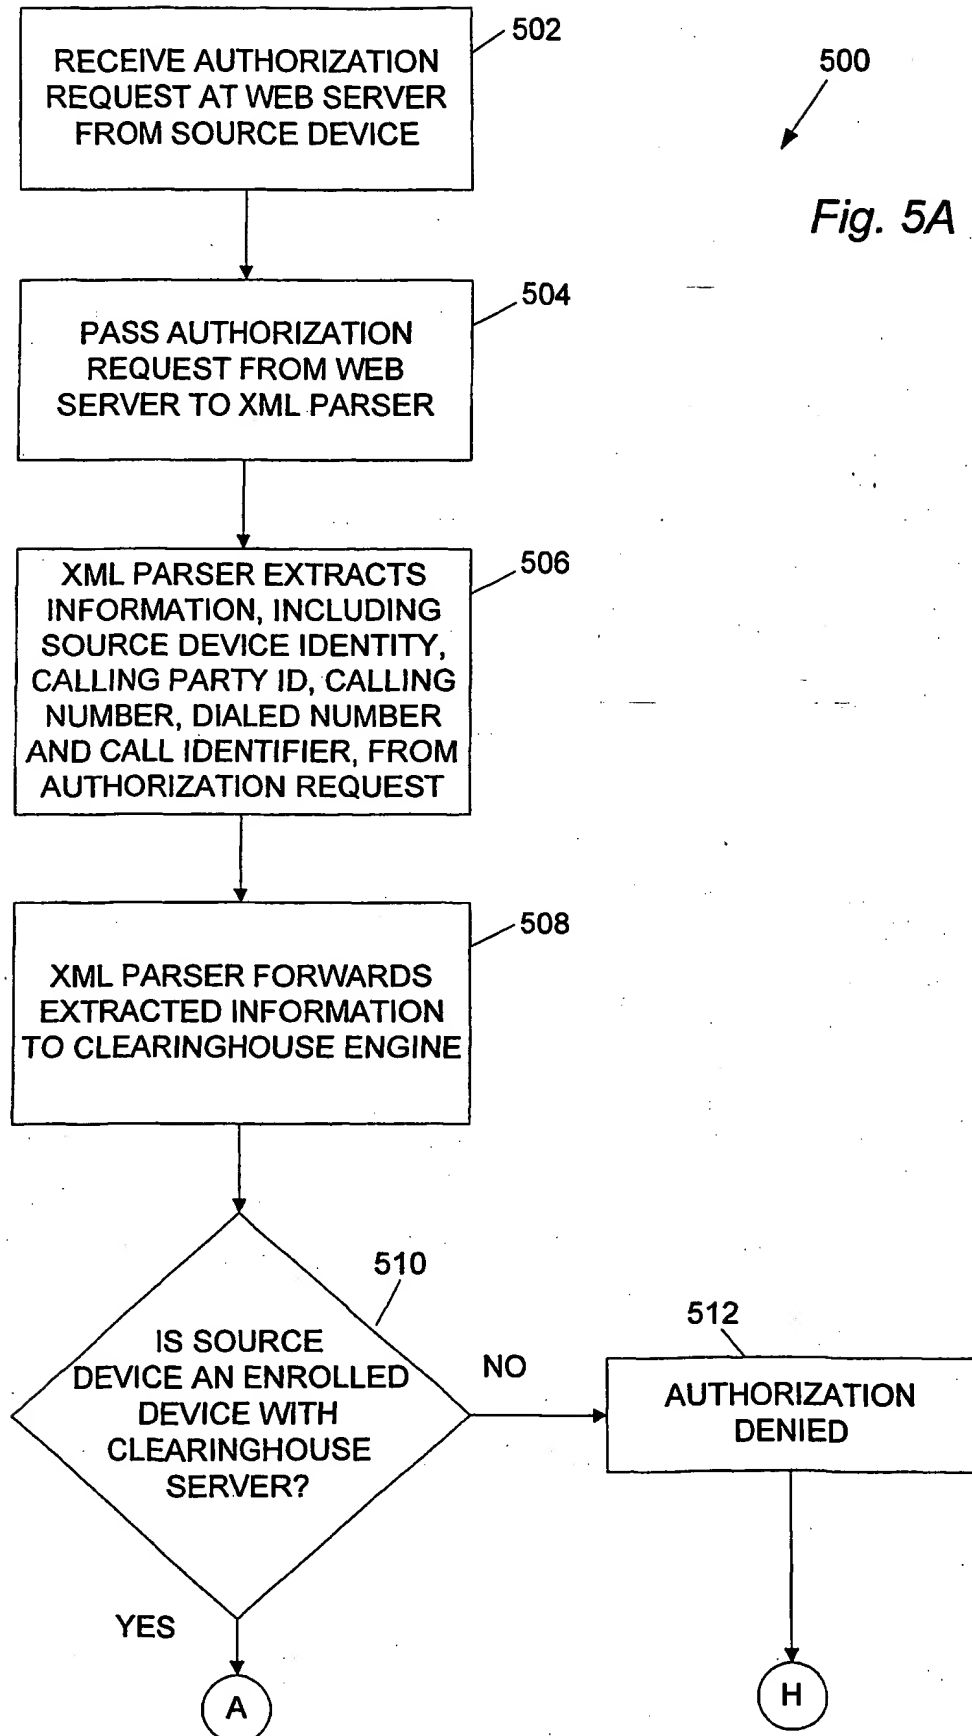 502
RECEIVE AUTHORIZATION
REQUEST AT WEB SERVER
FROM SOURCE DEVICE
500
Fig. 5A
504
PASS AUTHORIZATION
REQUEST FROM WEB
SERVER TO XML PARSER
506
XML PARSER EXTRACTS
INFORMATION, INCLUDING
SOURCE DEVICE IDENTITY,
CALLING PARTY ID, CALLING
NUMBER, DIALED NUMBER
AND CALL IDENTIFIER, FROM
AUTHORIZATION REQUEST
508
XML PARSER FORWARDS
EXTRACTED INFORMATION
TO CLEARINGHOUSE ENGINE
510
IS SOURCE
DEVICE AN ENROLLED
DEVICE WITH
CLEARINGHOUSE
SERVER?
NO
512
AUTHORIZATION
DENIED
YES
A
H